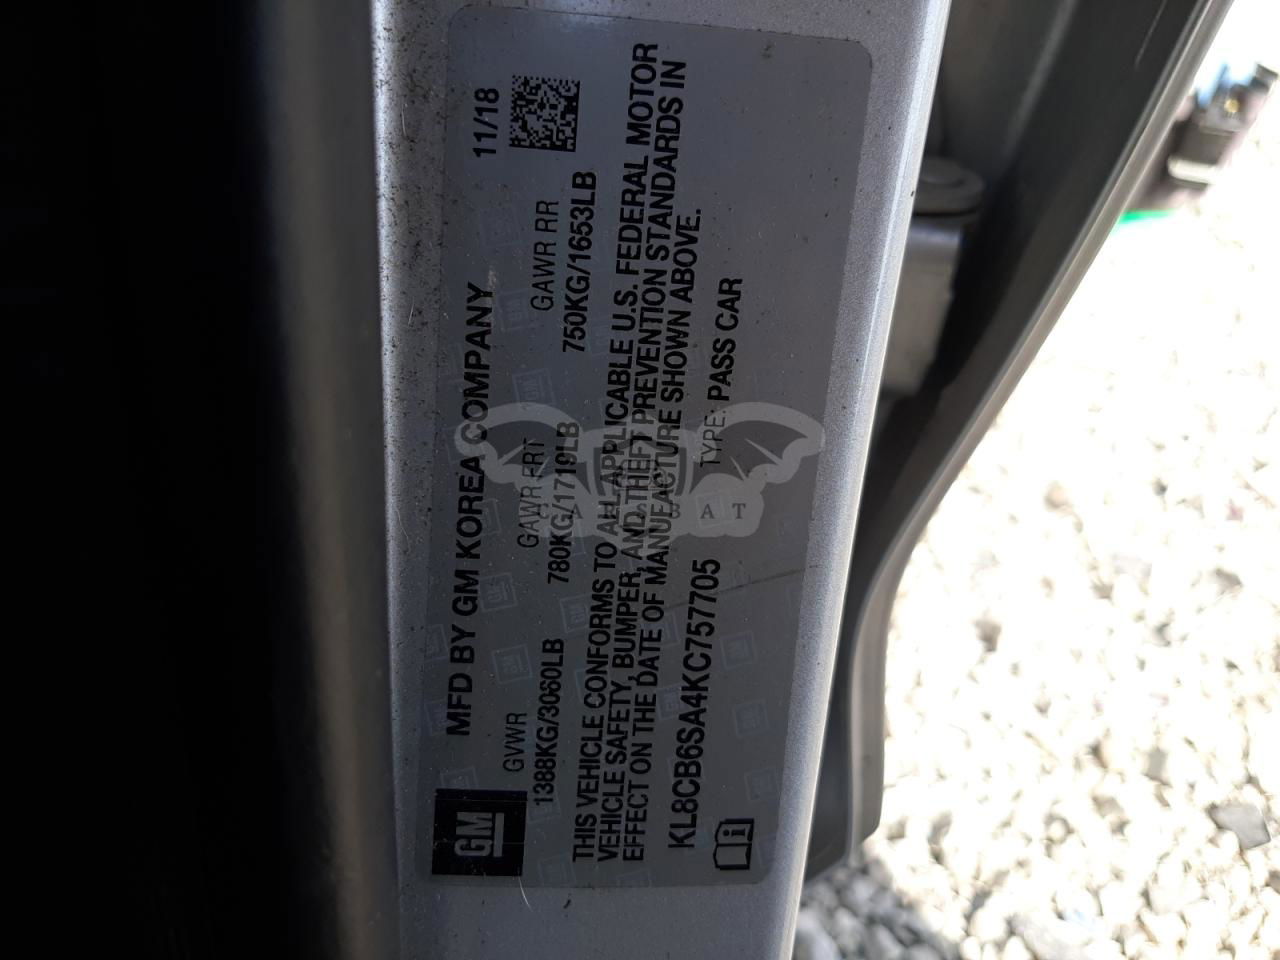 MFD BY GM KOREA COMPANY 11/18
GM
GVWR GAWR FRT GAWR RR
1388KG/3060LB 780KG/1719LB 750KG/1653LB
THIS VEHICLE CONFORMS TO ALL APPLICABLE U.S. FEDERAL MOTOR
VEHICLE SAFETY, BUMPER, AND THEFT PREVENTION STANDARDS IN
EFFECT ON THE DATE OF MANUFACTURE SHOWN ABOVE.
KL8CB6SA4KC757705 TYPE: PASS CAR
i
CARSBAT